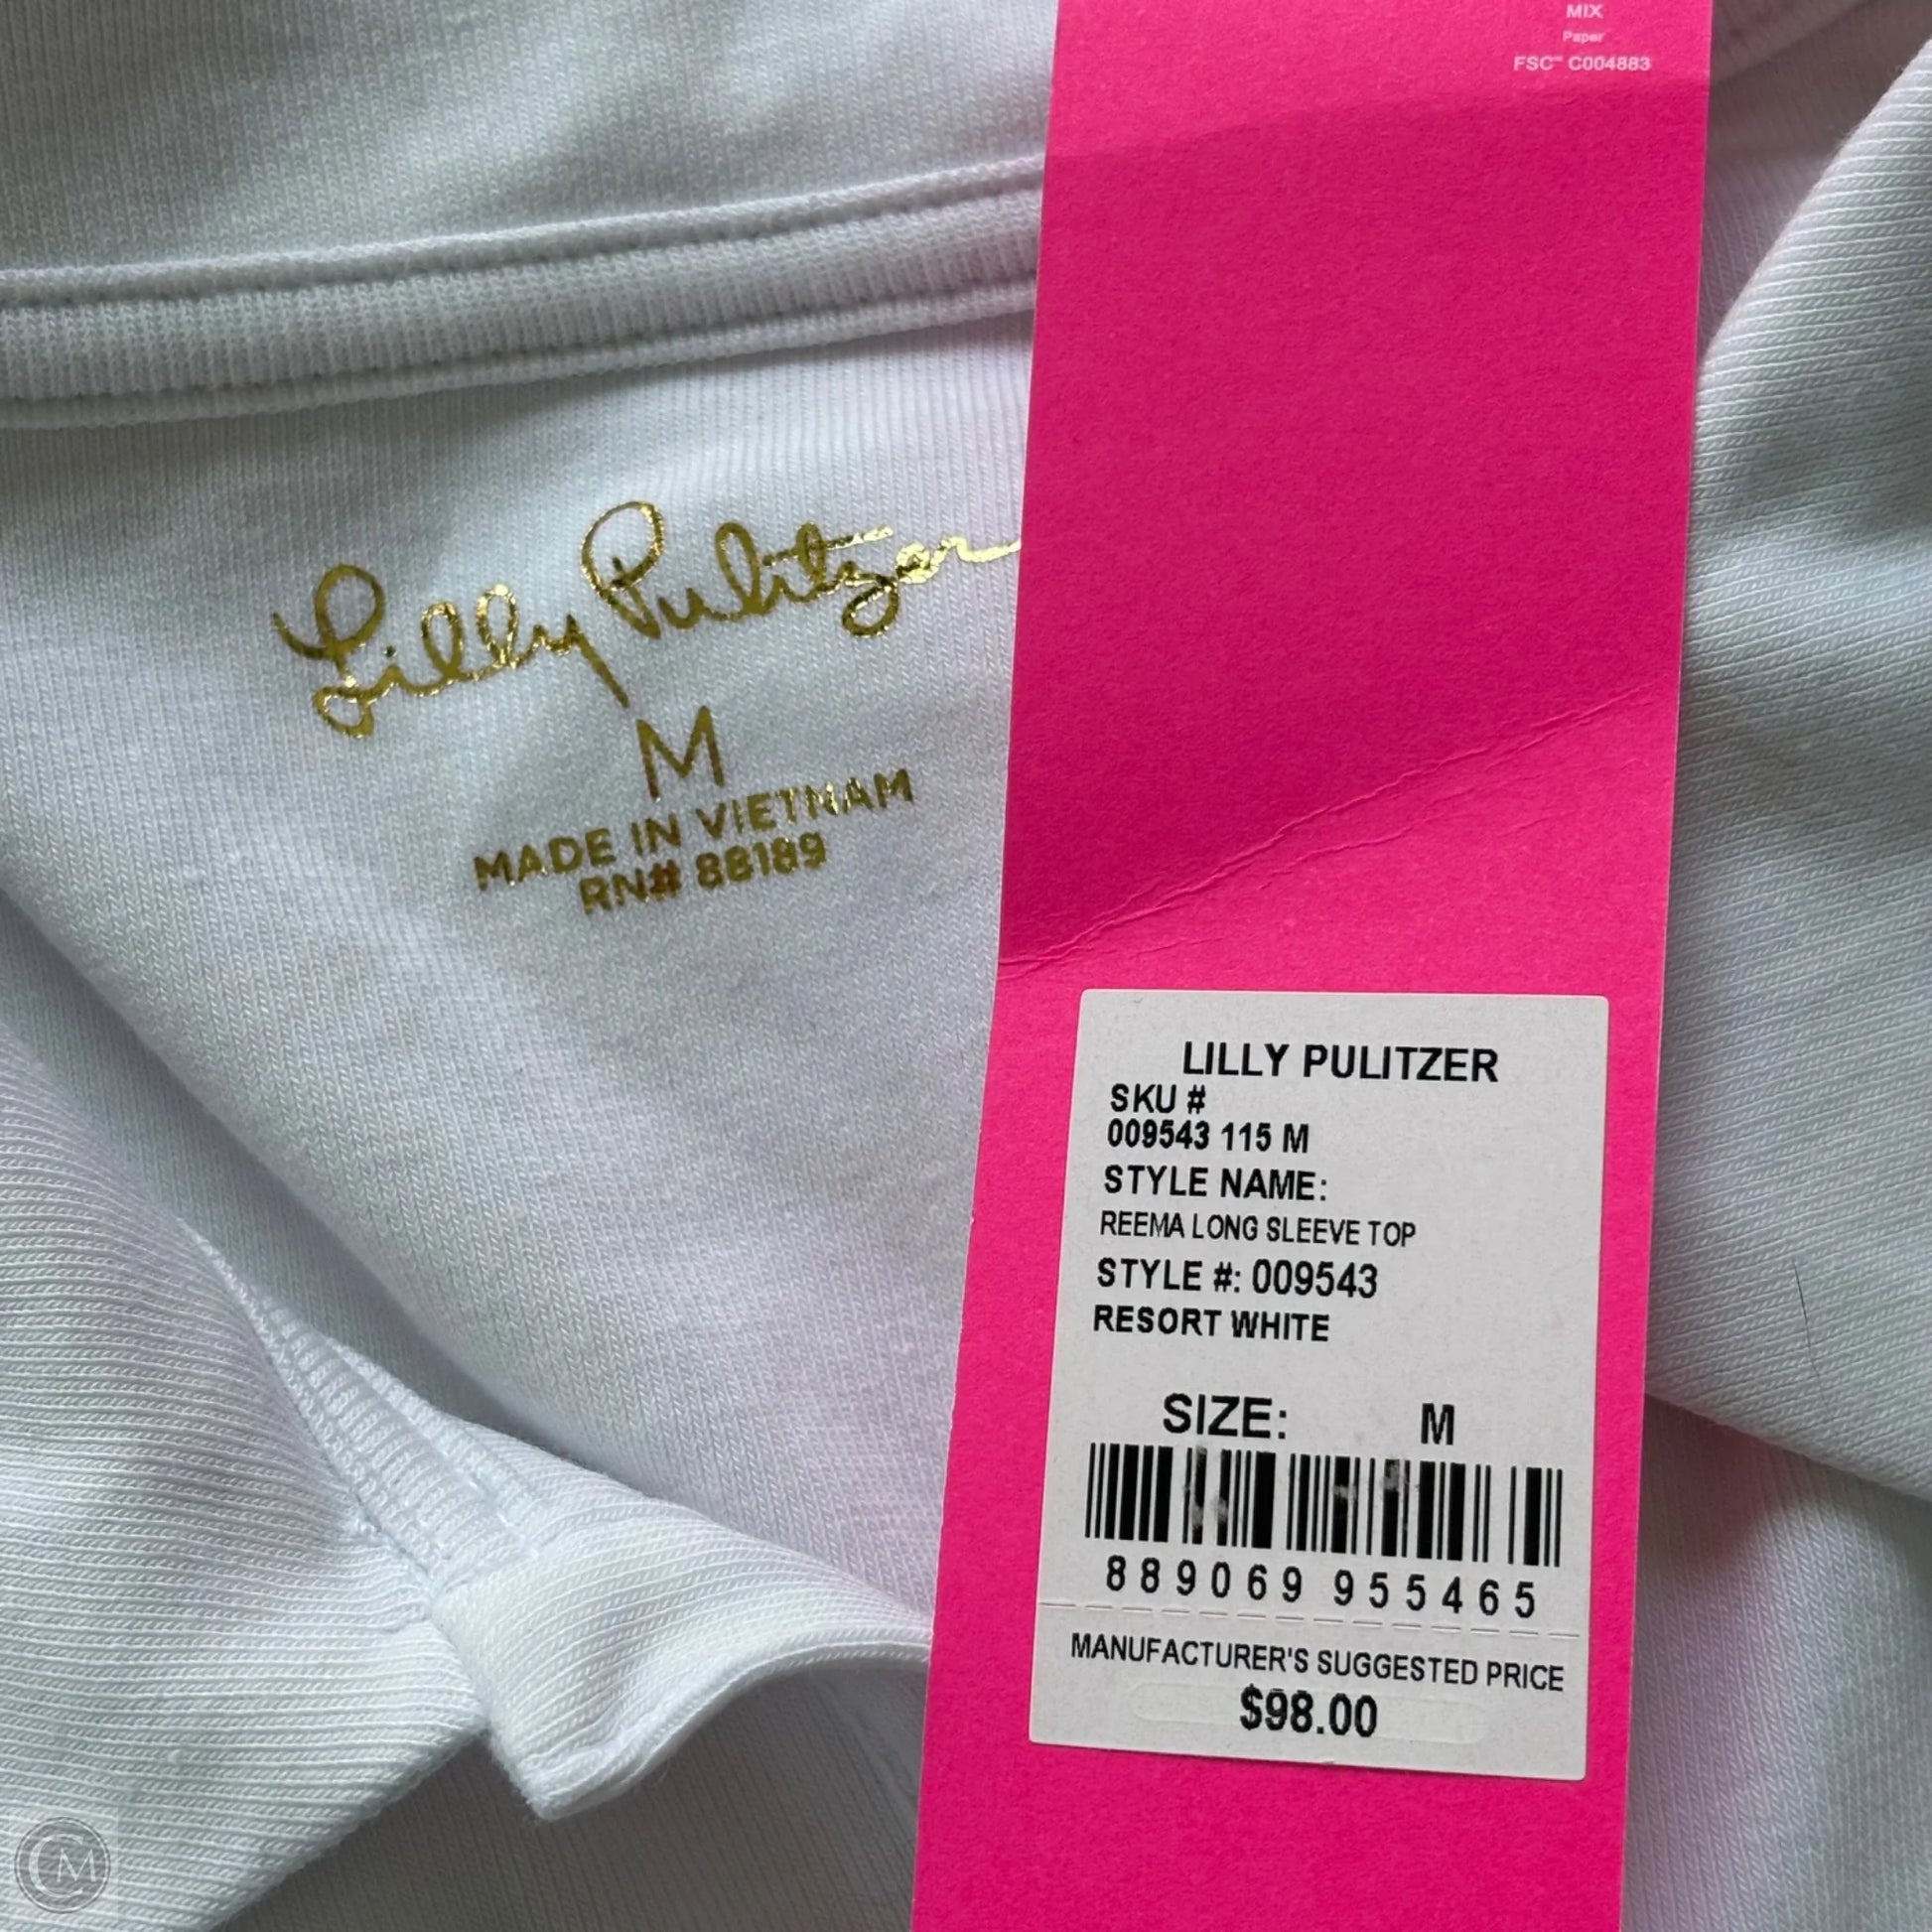 MIX
Paper
FSC™ C004883
Lilly Pulitzer
M
MADE IN VIETNAM
RN# 88189
LILLY PULITZER
SKU #
009543 115 M
STYLE NAME:
REEMA LONG SLEEVE TOP
STYLE #: 009543
RESORT WHITE
SIZE: M
889069 955465
MANUFACTURER'S SUGGESTED PRICE
$98.00
CM